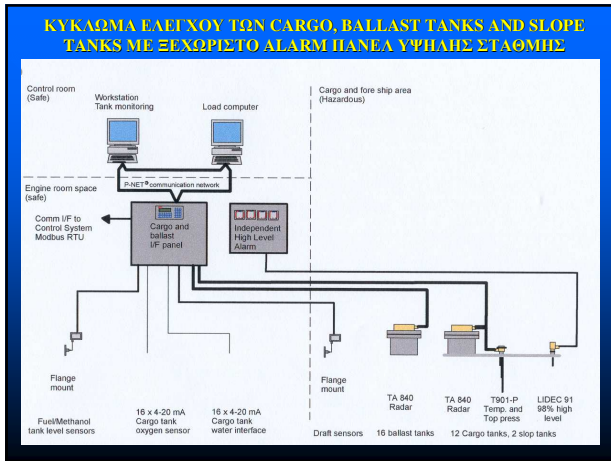 ΚΥΚΛΩΜΑ ΕΛΕΓΧΟΥ ΤΩΝ CARGO, BALLAST TANKS AND SLOPE
TANKS ΜΕ ΞΕΧΩΡΙΣΤΟ ALARM ΠΑΝΕΛ ΥΨΗΛΗΣ ΣΤΑΘΜΗΣ
Control room
(Safe)
Workstation
Tank monitoring
Load computer
Cargo and fore ship area
(Hazardous)
P-NET® communication network
Engine room space
(safe)
Comm I/F to
Control System
Modbus RTU
Cargo and
ballast
I/F panel
Independent
High Level
Alarm
Flange
mount
Fuel/Methanol
tank level sensors
16 x 4-20 mA
Cargo tank
oxygen sensor
16 x 4-20 mA
Cargo tank
water interface
Flange
mount
Draft sensors
TA 840
Radar
16 ballast tanks
TA 840
Radar
T901-P
Temp. and
Top press
LIDEC 91
98% high
level
12 Cargo tanks, 2 slop tanks